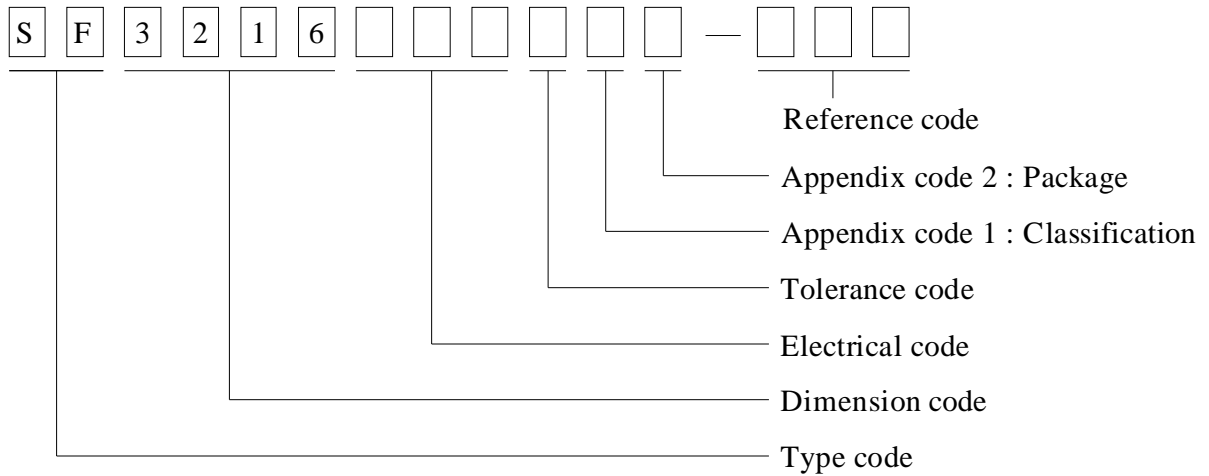 S F 3 2 1 6 —
Reference code
Appendix code 2 : Package
Appendix code 1 : Classification
Tolerance code
Electrical code
Dimension code
Type code